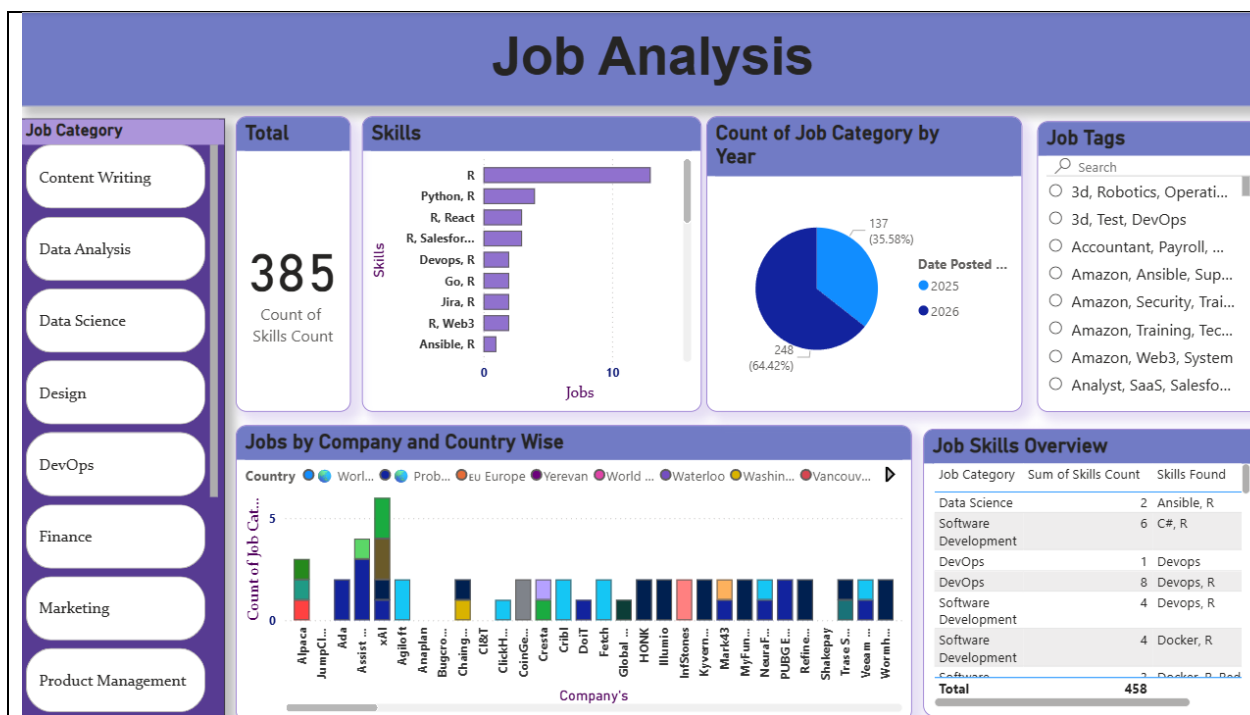 Job Analysis
Job Category
Content Writing
Data Analysis
Data Science
Design
DevOps
Finance
Marketing
Product Management
Total
385
Count of
Skills Count
Skills
Skills
R
Python, R
R, React
R, Salesfor...
Devops, R
Go, R
Jira, R
R, Web3
Ansible, R
0 10
Jobs
Count of Job Category by
Year
137
(35.58%)
248
(64.42%)
Date Posted ...
2025
2026
Job Tags
Search
3d, Robotics, Operati...
3d, Test, DevOps
Accountant, Payroll, ...
Amazon, Ansible, Sup...
Amazon, Security, Trai...
Amazon, Training, Tec...
Amazon, Web3, System
Analyst, SaaS, Salesfo...
Jobs by Company and Country Wise
Country Worl... Prob... EU Europe Yerevan World ... Waterloo Washin... Vancouv...
Count of Job Cat...
5
0
Alpaca
JumpCl...
Ada
Assist ...
xAI
Agiloft
Anaplan
Bugcro...
Chaing...
CI&T
ClickH...
CoinGe...
Cresta
Cribl
DoiT
Fetch
Global ...
HONK
Illumio
InfStones
Kyvern...
Mark43
MyFun...
NeuraF...
PUBG E...
Refine...
Shakepay
Trase S...
Veeam ...
Wormh...
Company's
Job Skills Overview
Job Category Sum of Skills Count Skills Found
Data Science 2 Ansible, R
Software 6 C#, R
Development
DevOps 1 Devops
DevOps 8 Devops, R
Software 4 Devops, R
Development
Software 4 Docker, R
Development
Total 458